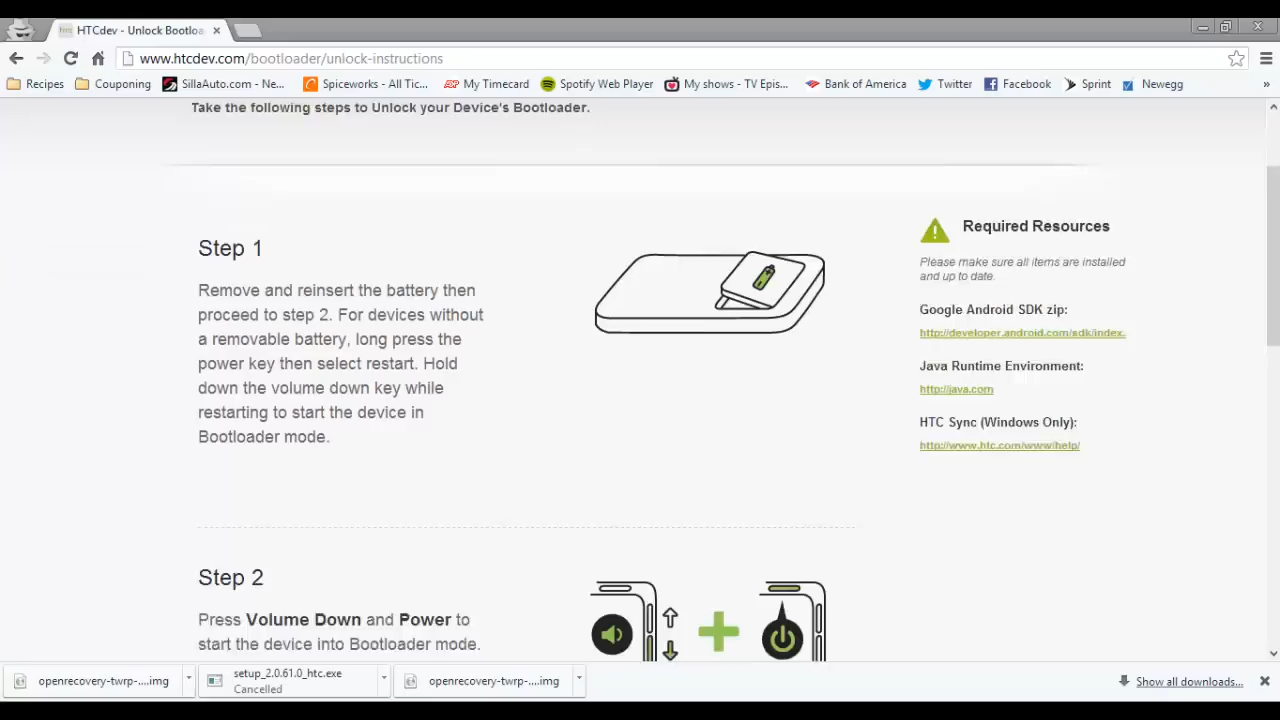 HTCdev - Unlock Bootloa
www.htcdev.com/bootloader/unlock-instructions
Recipes Couponing SillaAuto.com - Ne... Spiceworks - All Tic... My Timecard Spotify Web Player My shows - TV Epis... Bank of America Twitter Facebook Sprint Newegg »
Take the following steps to Unlock your Device's Bootloader.
Step 1
Remove and reinsert the battery then
proceed to step 2. For devices without
a removable battery, long press the
power key then select restart. Hold
down the volume down key while
restarting to start the device in
Bootloader mode.
Required Resources
Please make sure all items are installed
and up to date.
Google Android SDK zip:
http://developer.android.com/sdk/index.
Java Runtime Environment:
http://java.com
HTC Sync (Windows Only):
http://www.htc.com/www/help/
Step 2
Press Volume Down and Power to
start the device into Bootloader mode.
openrecovery-twrp-....img
setup_2.0.61.0_htc.exe
Cancelled
openrecovery-twrp-....img
Show all downloads...